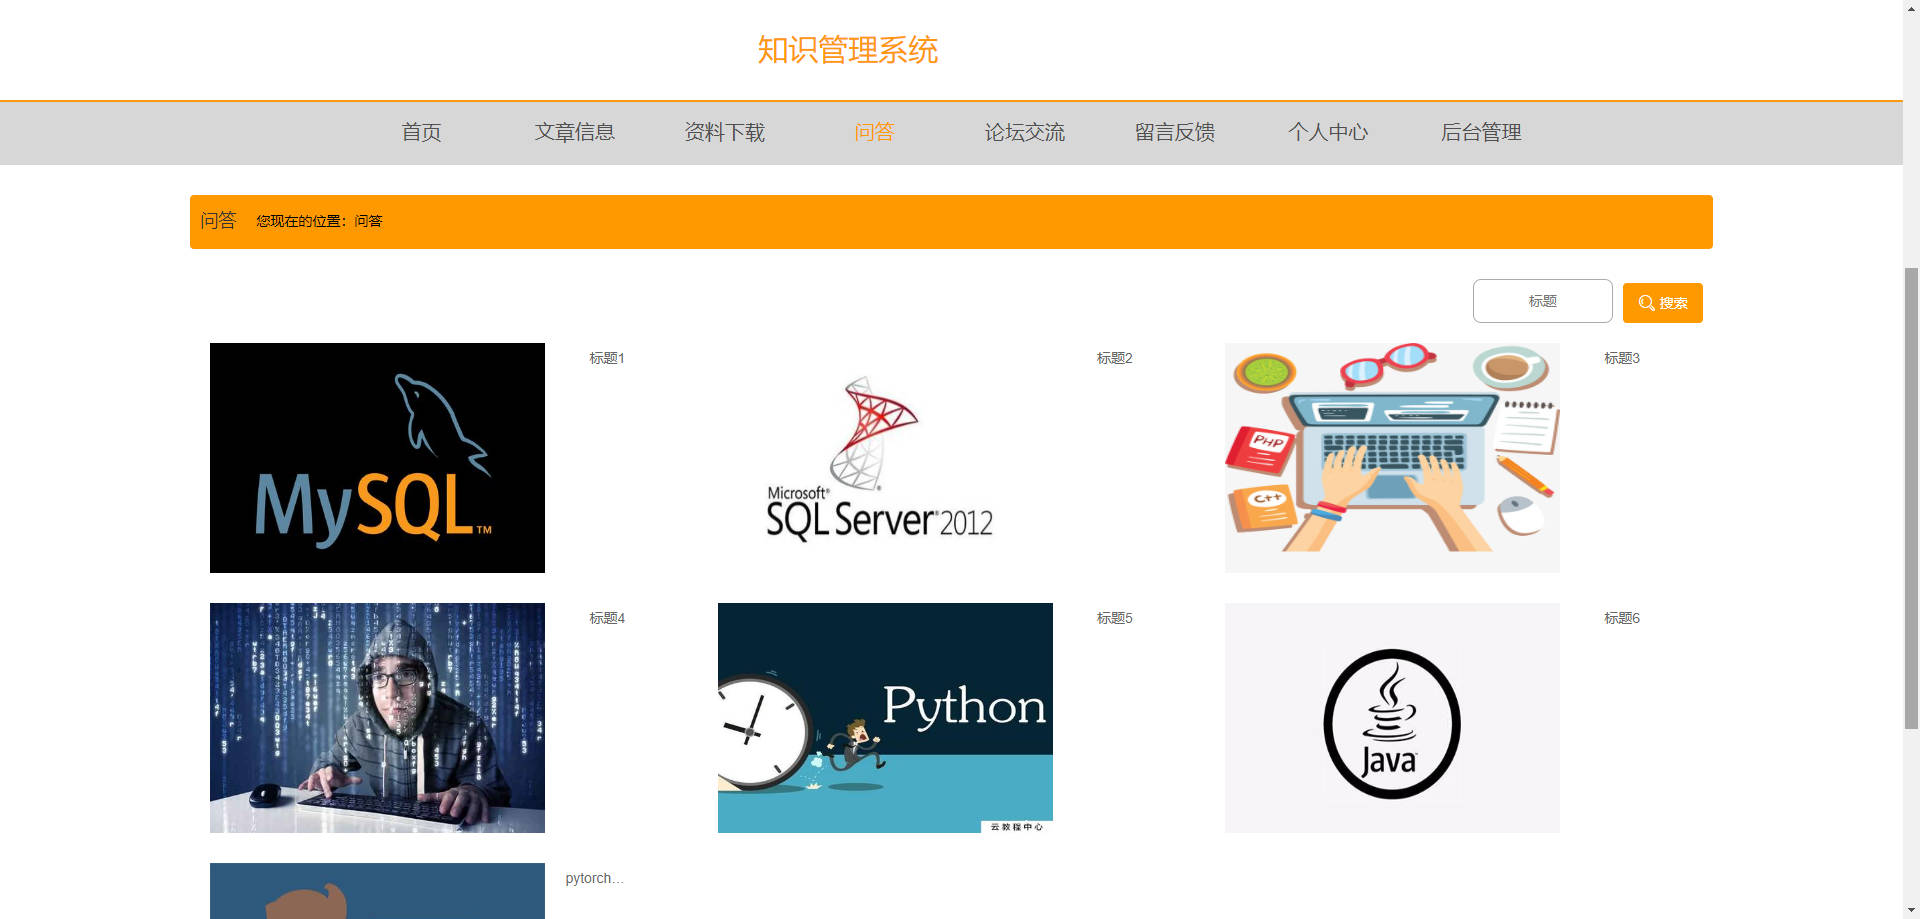 知识管理系统
首页 文章信息 资料下载 问答 论坛交流 留言反馈 个人中心 后台管理
问答 您现在的位置：问答
标题 搜索
MySQL™
标题1
Microsoft®
SQL Server®2012
标题2
PHP
C++
标题3
标题4
Python
云教程中心
标题5
Java™
标题6
pytorch...